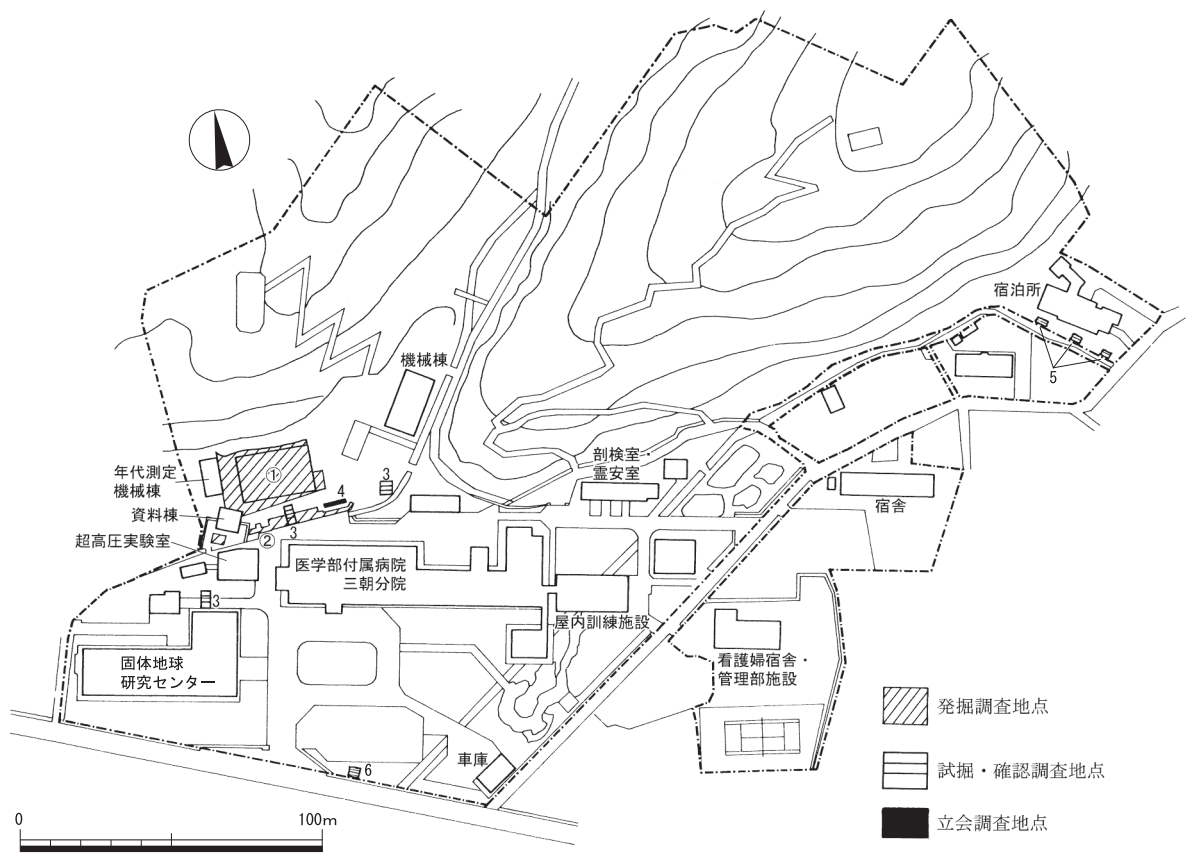 宿泊所
5
機械棟
剖検室・
霊安室
年代測定
機械棟
①
3
4
資料棟
3
②
超高圧実験室
宿舎
医学部付属病院
三朝分院
3
屋内訓練施設
固体地球
研究センター
看護婦宿舎・
管理部施設
発掘調査地点
車庫
6
試掘・確認調査地点
立会調査地点
0
100m